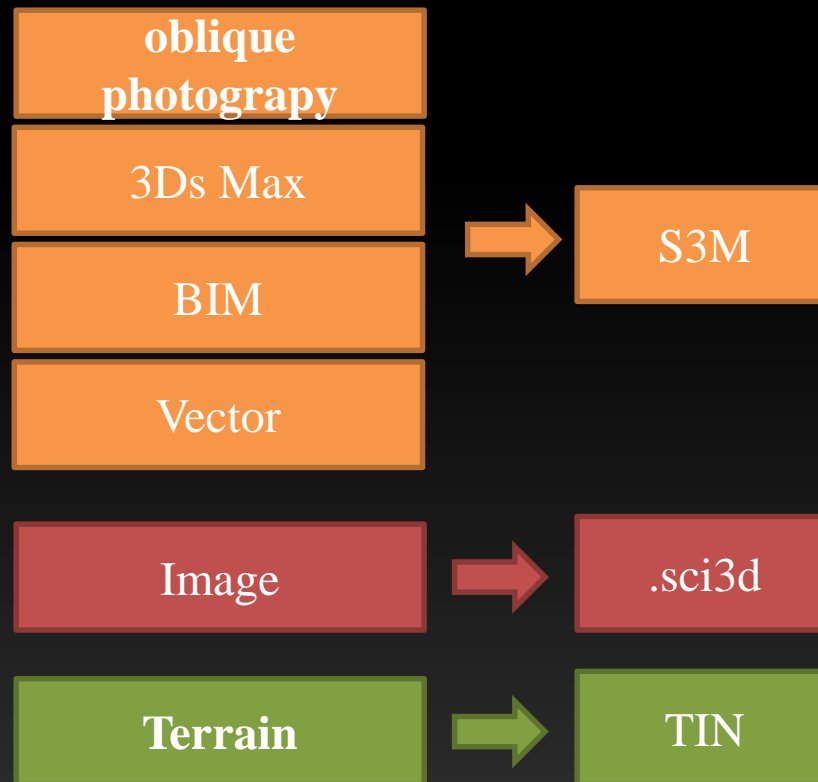 oblique
photograpy
3Ds Max
S3M
BIM
Vector
Image
.sci3d
Terrain
TIN